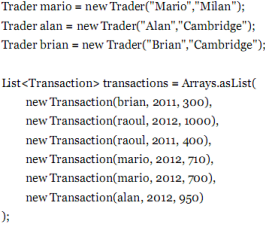 Trader mario = new Trader("Mario","Milan");
Trader alan = new Trader("Alan","Cambridge");
Trader brian = new Trader("Brian","Cambridge");
List<Transaction> transactions = Arrays.asList(
new Transaction(brian, 2011, 300),
new Transaction(raoul, 2012, 1000),
new Transaction(raoul, 2011, 400),
new Transaction(mario, 2012, 710),
new Transaction(mario, 2012, 700),
new Transaction(alan, 2012, 950)
);